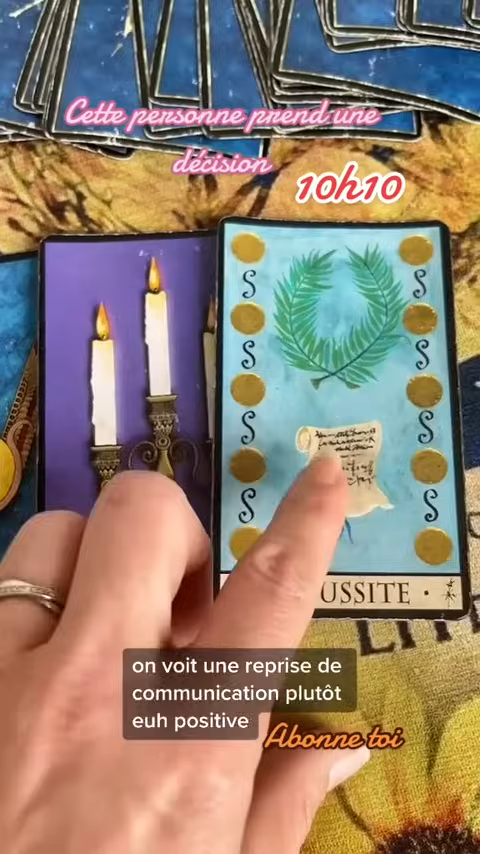 Cette personne prend une
décision
10h10
S S
S S
S S
S S
USSITE
on voit une reprise de
communication plutôt
euh positive
Abonne toi